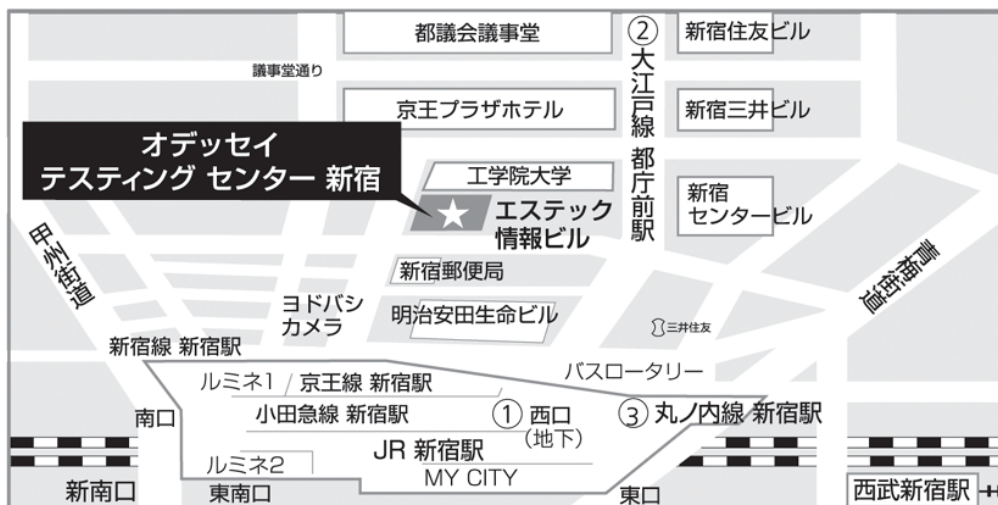 都議会議事堂
②
新宿住友ビル
議事堂通り
大江戸線 都庁前駅
京王プラザホテル
新宿三井ビル
オデッセイ
テスティング センター 新宿
工学院大学
エステック
情報ビル
新宿
センタービル
甲州街道
青梅街道
新宿郵便局
ヨドバシ
カメラ
明治安田生命ビル
三井住友
新宿線 新宿駅
バスロータリー
ルミネ1
京王線 新宿駅
南口
小田急線 新宿駅
① 西口
(地下)
③ 丸ノ内線 新宿駅
JR 新宿駅
ルミネ2
MY CITY
新南口
東南口
東口
西武新宿駅